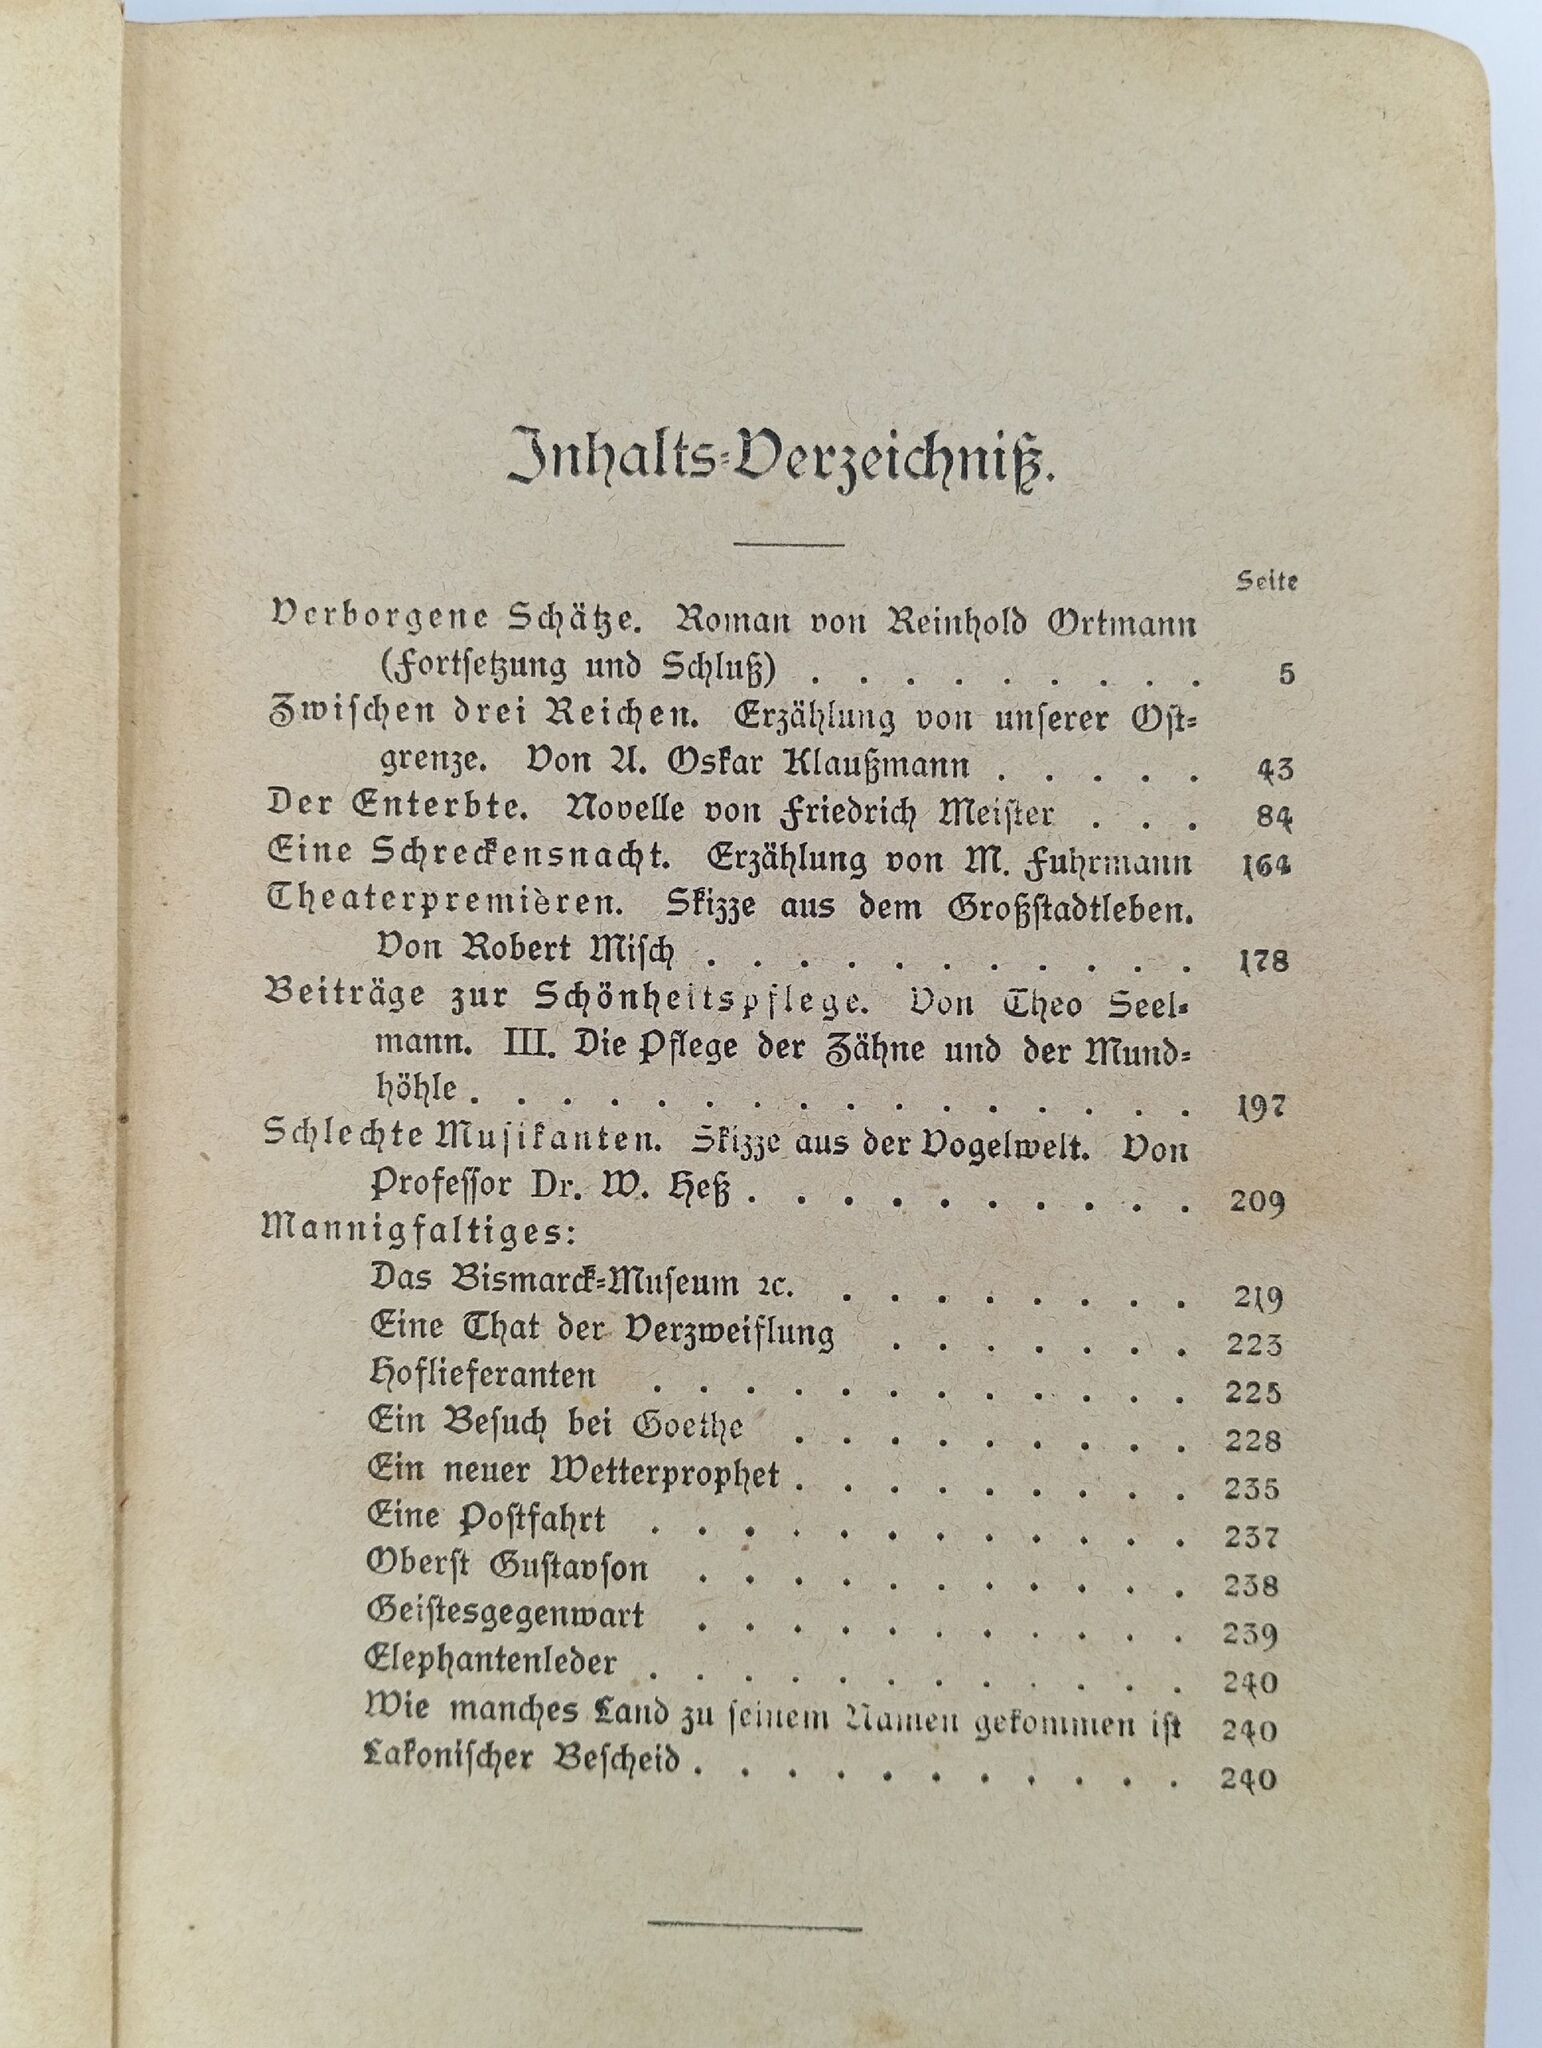 Inhalts-Verzeichniß.
Seite
Verborgene Schätze. Roman von Reinhold Ortmann
(Fortsetzung und Schluß) . . . . . . . . . 5
Zwischen drei Reichen. Erzählung von unserer Ost-
grenze. Von A. Oskar Klaußmann . . . . . 43
Der Enterbte. Novelle von Friedrich Meister . . . 84
Eine Schreckensnacht. Erzählung von M. Fuhrmann 164
Theaterpremièren. Skizze aus dem Großstadtleben.
Von Robert Misch . . . . . . . . . . . 178
Beiträge zur Schönheitspflege. Von Theo Seel-
mann. III. Die Pflege der Zähne und der Mund-
höhle . . . . . . . . . . . . . . . . 197
Schlechte Musikanten. Skizze aus der Vogelwelt. Von
Professor Dr. W. Heß . . . . . . . . . . 209
Mannigfaltiges:
Das Bismarck-Museum ꝛc. . . . . . . . . 219
Eine That der Verzweiflung . . . . . . . 223
Hoflieferanten . . . . . . . . . . . . 225
Ein Besuch bei Goethe . . . . . . . . . 228
Ein neuer Wetterprophet . . . . . . . . . 235
Eine Postfahrt . . . . . . . . . . . . 237
Oberst Gustavson . . . . . . . . . . . 238
Geistesgegenwart . . . . . . . . . . . 239
Elephantenleder . . . . . . . . . . . . 240
Wie manches Land zu seinem Namen gekommen ist 240
Lakonischer Bescheid . . . . . . . . . . . 240